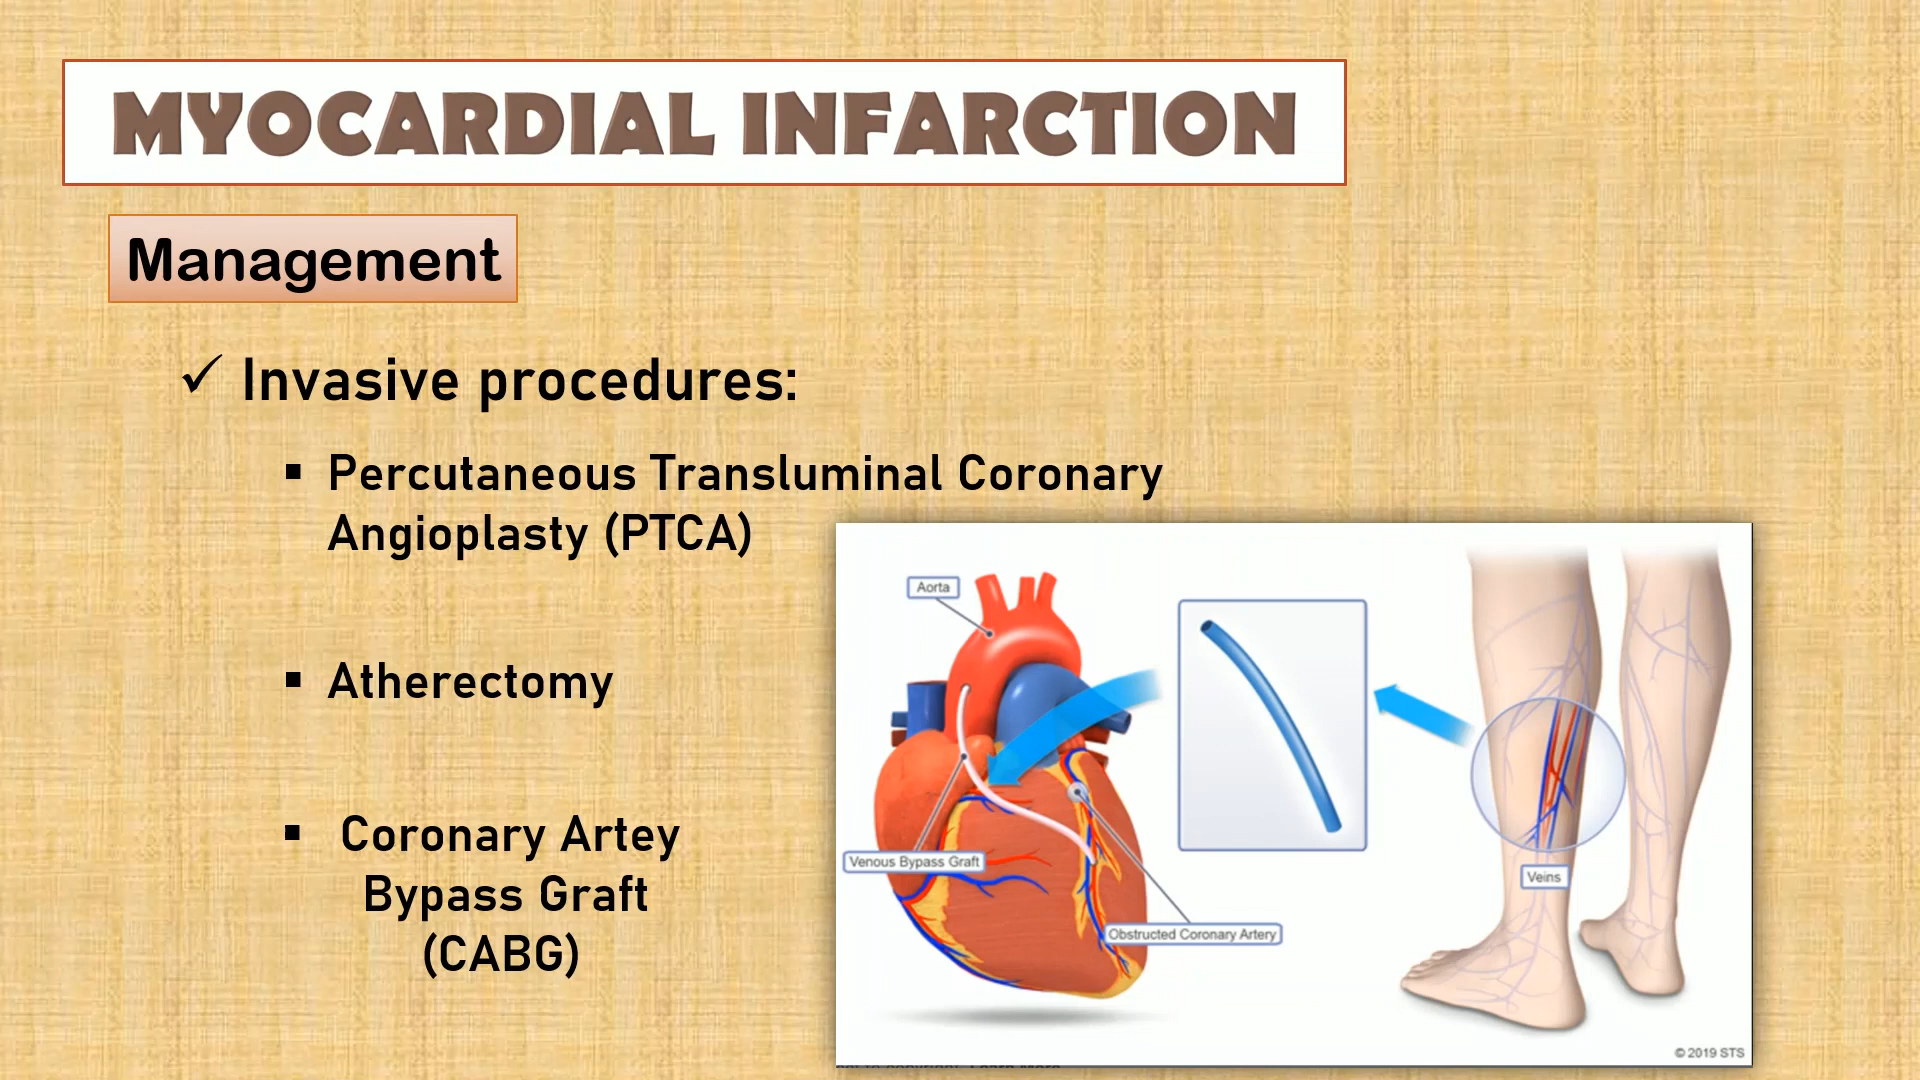 MYOCARDIAL INFARCTION
Management
✓ Invasive procedures:
▪ Percutaneous Transluminal Coronary
Angioplasty (PTCA)
▪ Atherectomy
▪ Coronary Artey
Bypass Graft
(CABG)
Aorta
Venous Bypass Graft
Obstructed Coronary Artery
Veins
© 2019 STS